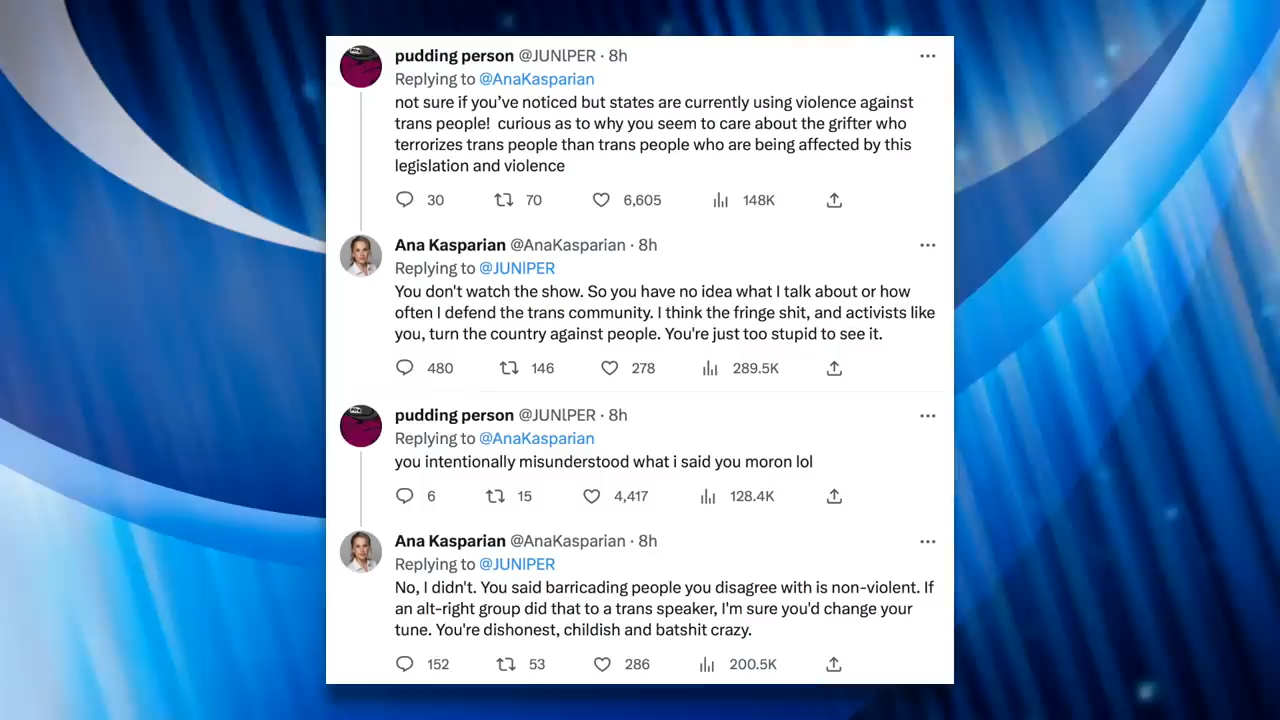 pudding person @JUNlPER · 8h
Replying to @AnaKasparian
not sure if you’ve noticed but states are currently using violence against
trans people!  curious as to why you seem to care about the grifter who
terrorizes trans people than trans people who are being affected by this
legislation and violence
30 70 6,605 148K
Ana Kasparian @AnaKasparian · 8h
Replying to @JUNlPER
You don't watch the show. So you have no idea what I talk about or how
often I defend the trans community. I think the fringe shit, and activists like
you, turn the country against people. You're just too stupid to see it.
480 146 278 289.5K
pudding person @JUNlPER · 8h
Replying to @AnaKasparian
you intentionally misunderstood what i said you moron lol
6 15 4,417 128.4K
Ana Kasparian @AnaKasparian · 8h
Replying to @JUNlPER
No, I didn't. You said barricading people you disagree with is non-violent. If
an alt-right group did that to a trans speaker, I'm sure you'd change your
tune. You're dishonest, childish and batshit crazy.
152 53 286 200.5K